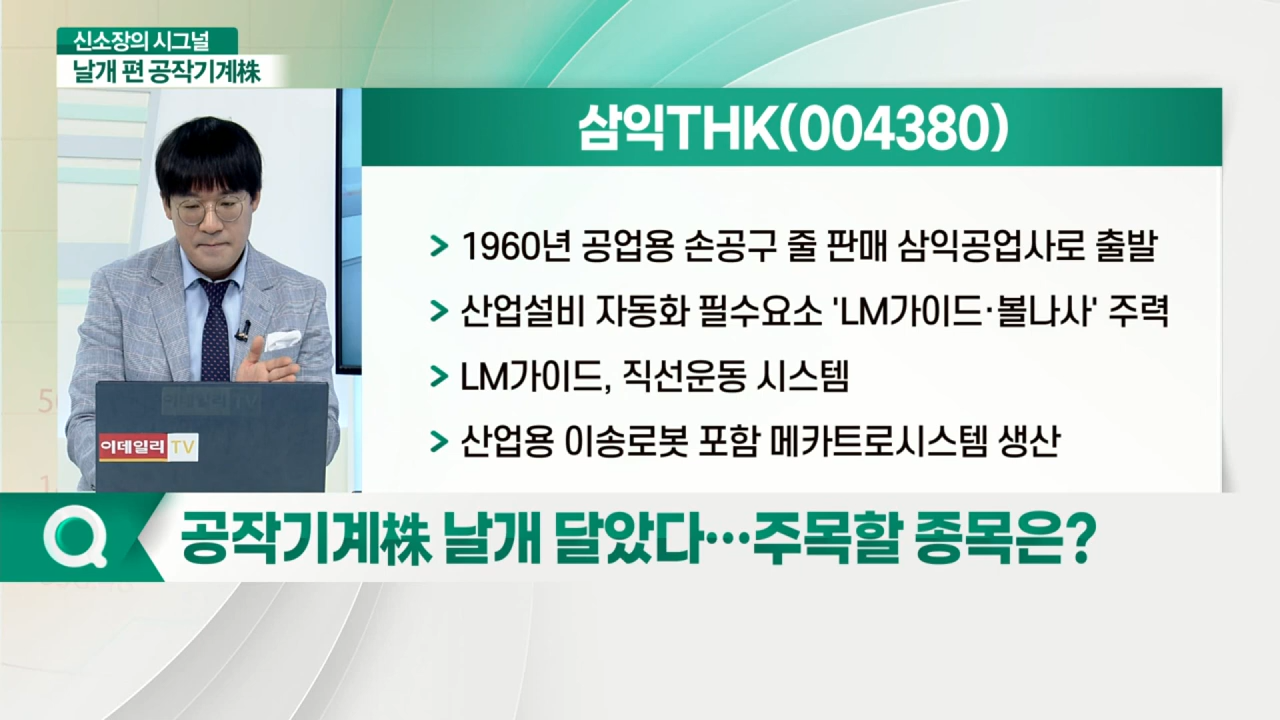 신소장의 시그널
날개 편 공작기계株
삼익THK(004380)
> 1960년 공업용 손공구 줄 판매 삼익공업사로 출발
> 산업설비 자동화 필수요소 'LM가이드·볼나사' 주력
> LM가이드, 직선운동 시스템
> 산업용 이송로봇 포함 메카트로시스템 생산
이데일리TV
이데일리 TV
Q 공작기계株 날개 달았다…주목할 종목은?